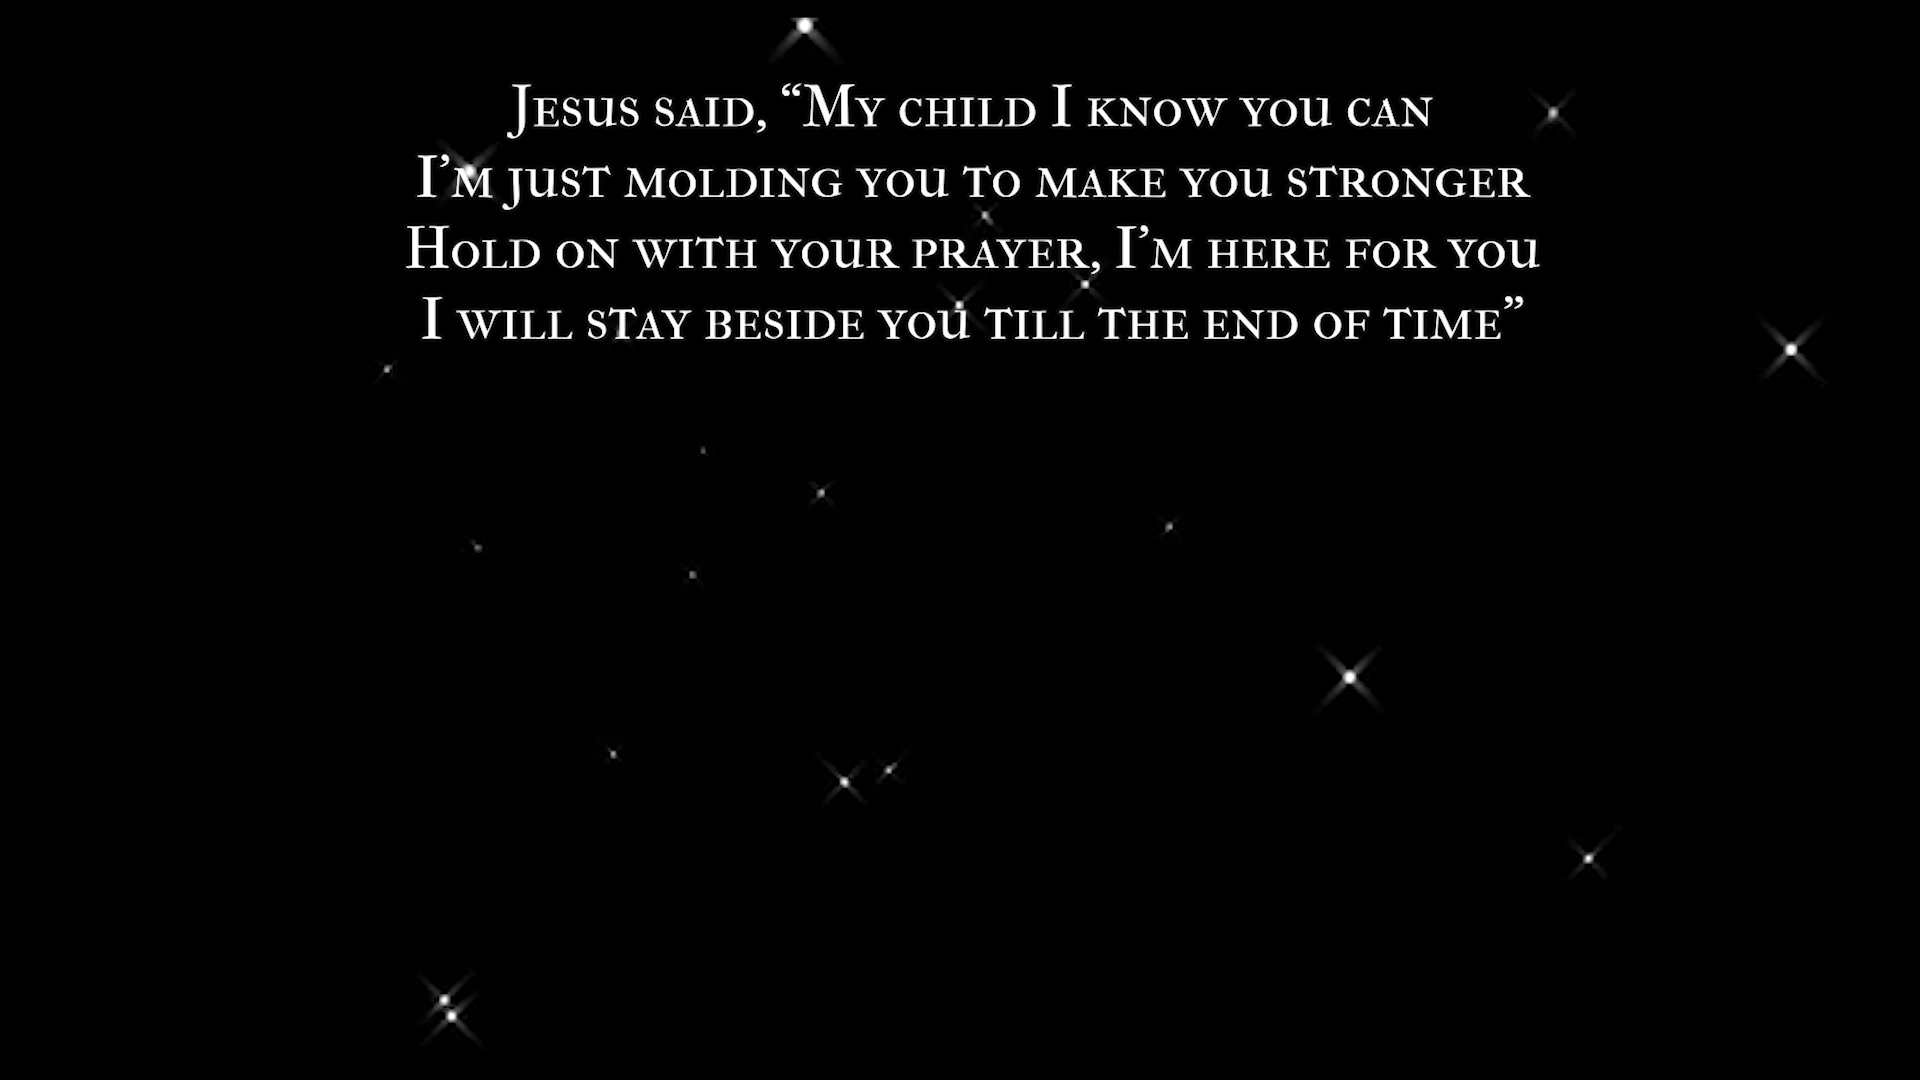 Jesus said, “My child I know you can
I’m just molding you to make you stronger
Hold on with your prayer, I’m here for you
I will stay beside you till the end of time”